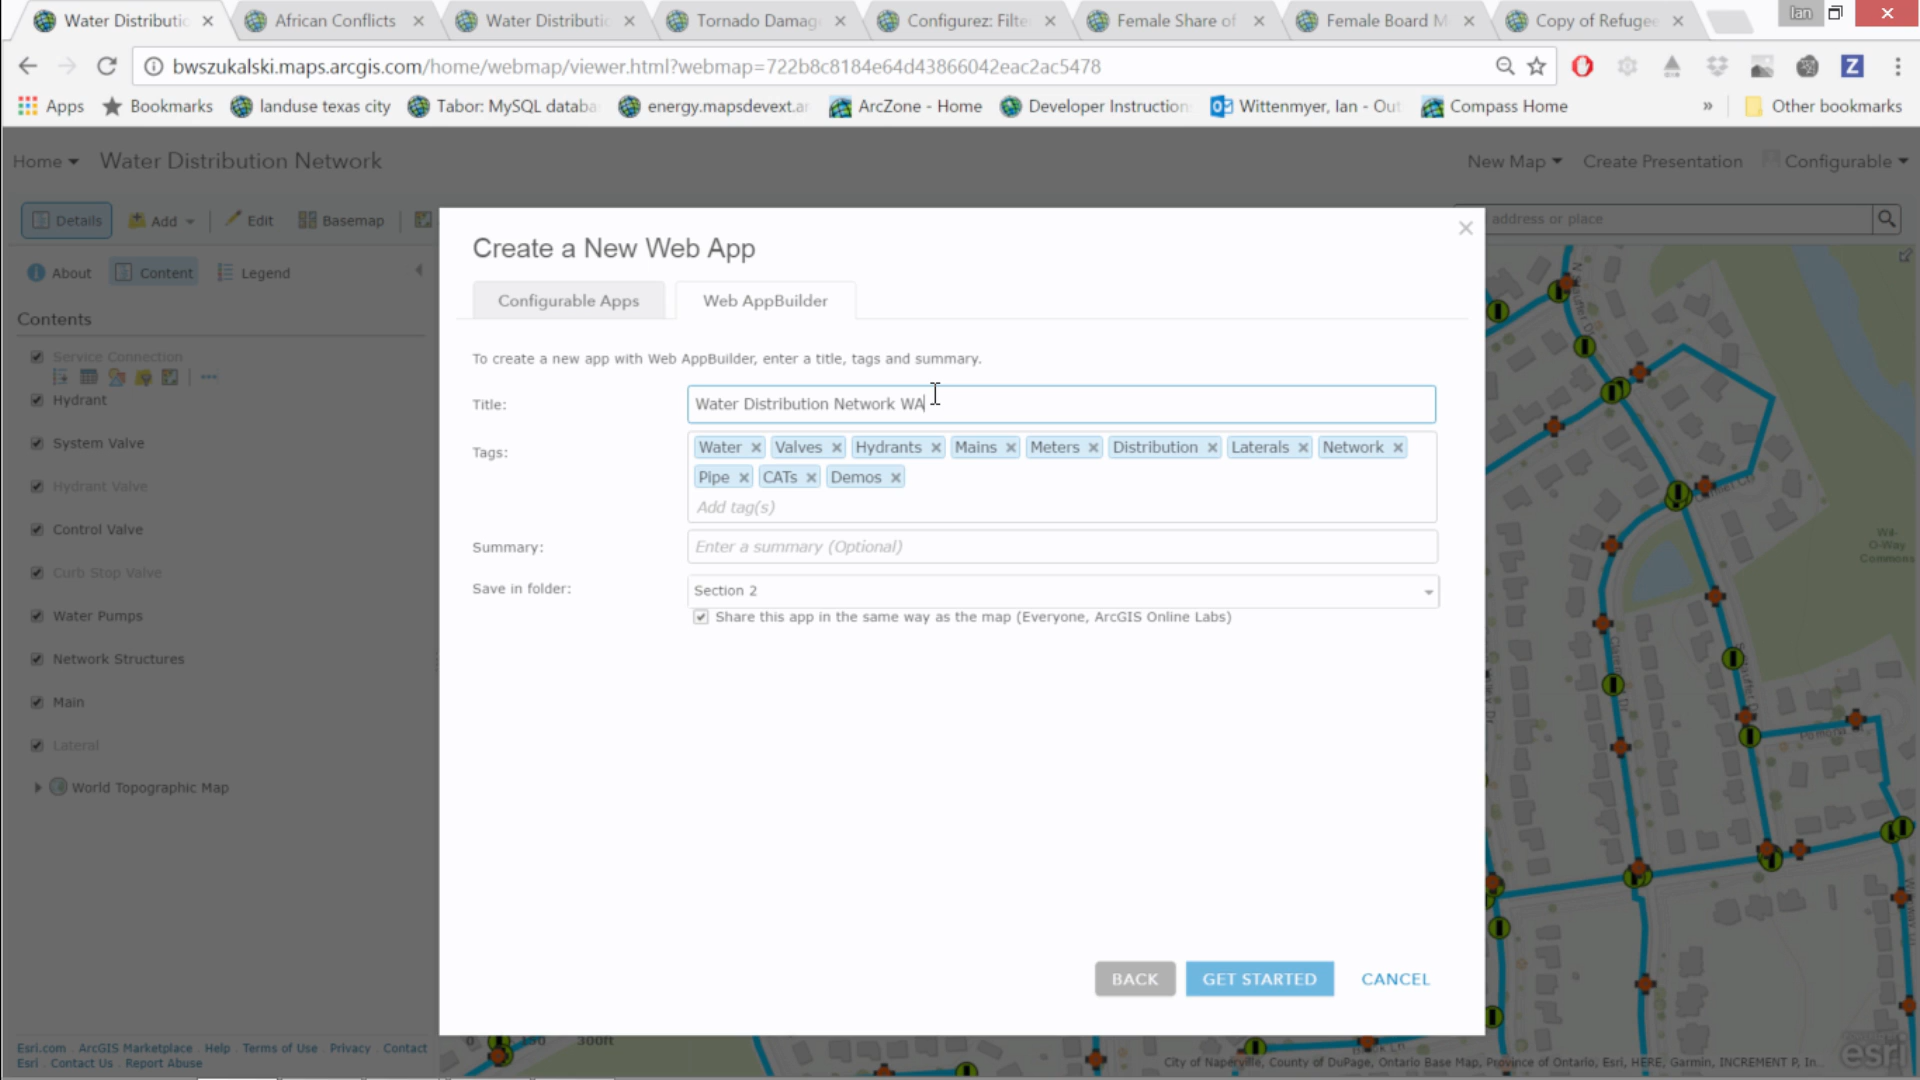 Water Distributi
African Conflicts
Water Distributi
Tornado Damag
Configurez: Filte
Female Share of
Female Board M
Copy of Refuge
Ian
bwszukalski.maps.arcgis.com/home/webmap/viewer.html?webmap=722b8c8184e64d43866042eac2ac5478
Apps
Bookmarks
landuse texas city
Tabor: MySQL databa
energy.mapsdevext.ar
ArcZone - Home
Developer Instruction
Wittenmyer, Ian - Out
Compass Home
»
Other bookmarks
Home
Water Distribution Network
New Map
Create Presentation
Configurable
Details
Add
Edit
Basemap
address or place
About
Content
Legend
Contents
Service Connection
Hydrant
System Valve
Hydrant Valve
Control Valve
Curb Stop Valve
Water Pumps
Network Structures
Main
Lateral
World Topographic Map
Create a New Web App
Configurable Apps
Web AppBuilder
To create a new app with Web AppBuilder, enter a title, tags and summary.
Title:
Water Distribution Network WA
Tags:
Water × Valves × Hydrants × Mains × Meters × Distribution × Laterals × Network ×
Pipe × CATs × Demos ×
Add tag(s)
Summary:
Enter a summary (Optional)
Save in folder:
Section 2
Share this app in the same way as the map (Everyone, ArcGIS Online Labs)
BACK
GET STARTED
CANCEL
Wil-
O-Way
Commons
300ft
Esri.com . ArcGIS Marketplace . Help . Terms of Use . Privacy . Contact
Esri . Contact Us . Report Abuse
City of Naperville, County of DuPage, Ontario Base Map, Province of Ontario, Esri, HERE, Garmin, INCREMENT P, In...
esri